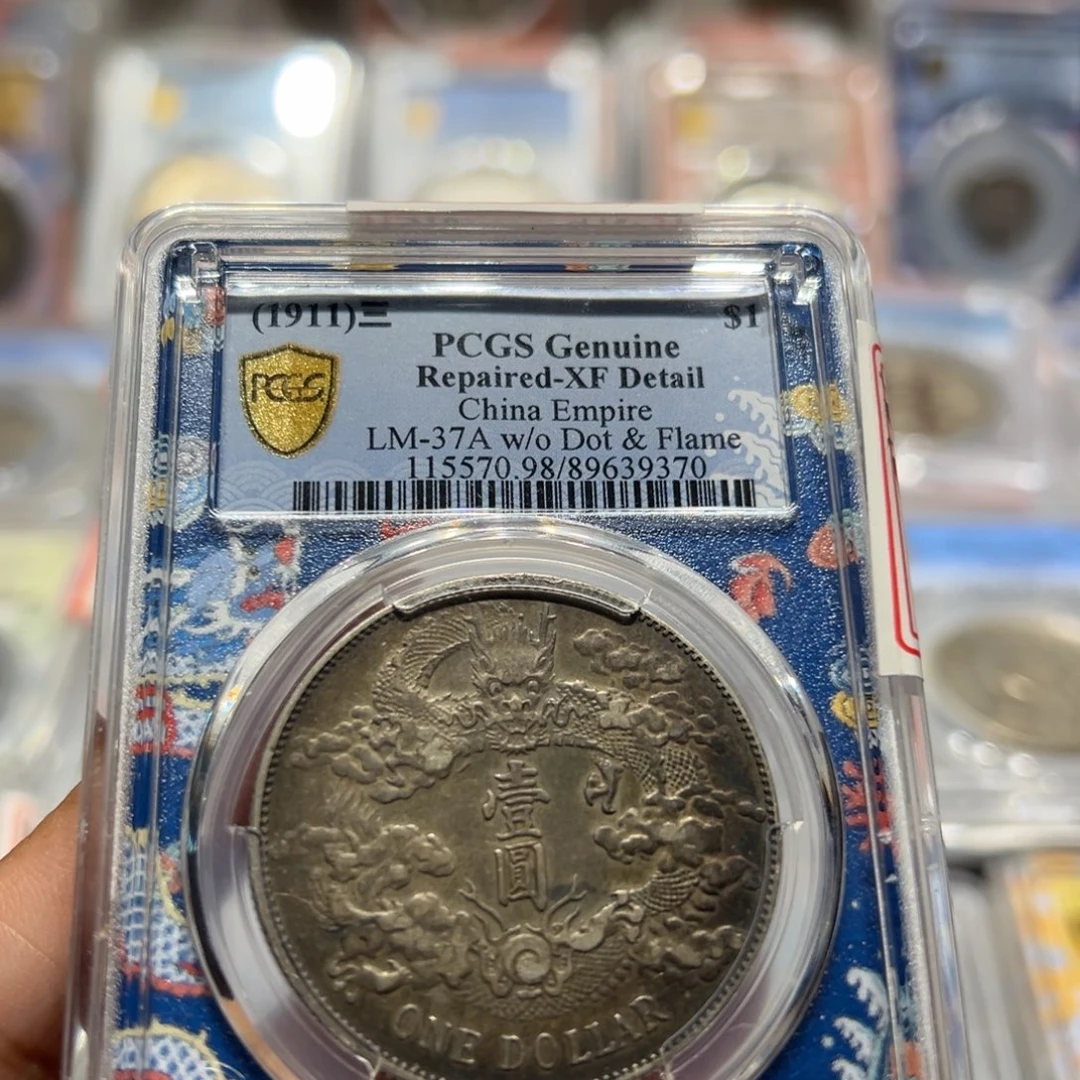 (1911)三 $1
PCGS Genuine
PCGS
Repaired-XF Detail
China Empire
LM-37A w/o Dot & Flame
115570.98/89639370
壹
圓
ONE DOLLAR